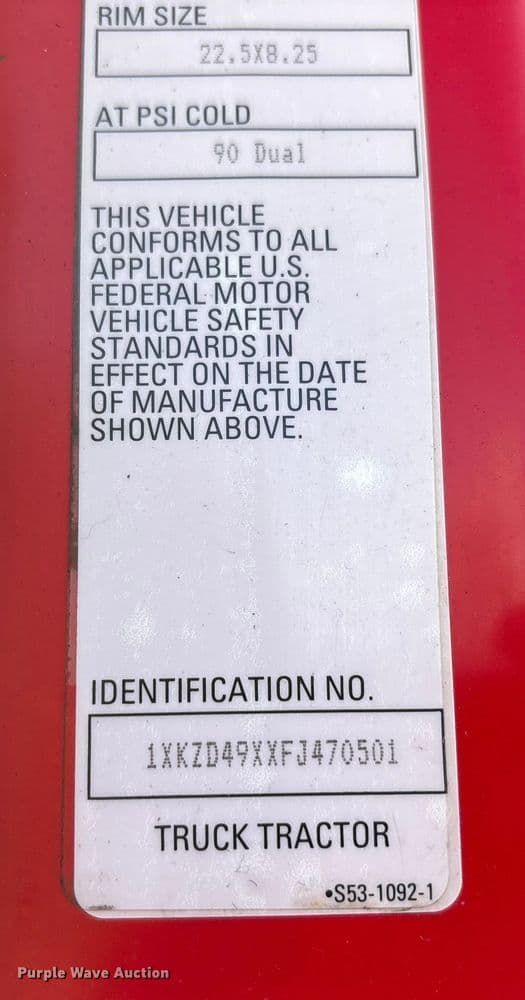 RIM SIZE
22.5X8.25
AT PSI COLD
90 Dual
THIS VEHICLE
CONFORMS TO ALL
APPLICABLE U.S.
FEDERAL MOTOR
VEHICLE SAFETY
STANDARDS IN
EFFECT ON THE DATE
OF MANUFACTURE
SHOWN ABOVE.
IDENTIFICATION NO.
1XKZD49XXFJ470501
TRUCK TRACTOR
•S53-1092-1
Purple Wave Auction